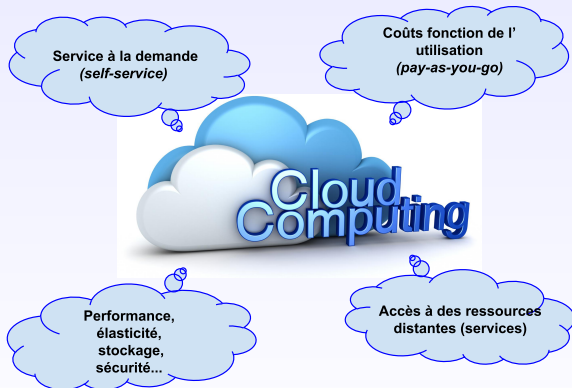 Service à la demande
(self-service)
Coûts fonction de l'
utilisation
(pay-as-you-go)
Cloud
Computing
Performance,
élasticité,
stockage,
sécurité...
Accès à des ressources
distantes (services)